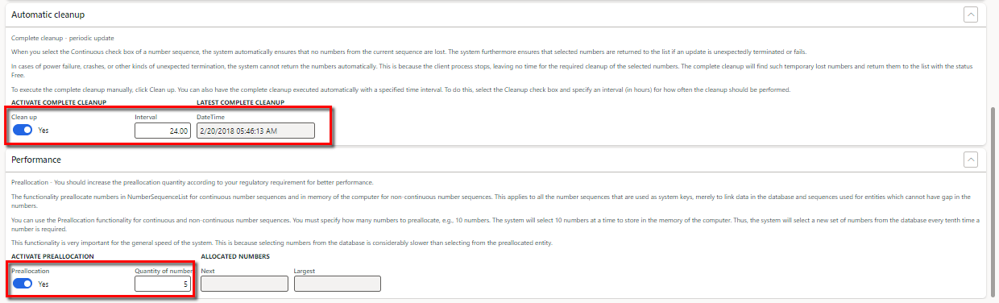 Automatic cleanup
Complete cleanup - periodic update
When you select the Continuous check box of a number sequence, the system automatically ensures that no numbers from the current sequence are lost. The system furthermore ensures that selected numbers are returned to the list if an update is unexpectedly terminated or fails.
In cases of power failure, crashes, or other kinds of unexpected termination, the system cannot return the numbers automatically. This is because the client process stops, leaving no time for the required cleanup of the selected numbers. The complete cleanup will find such temporary lost numbers and return them to the list with the status
Free.
To execute the complete cleanup manually, click Clean up. You can also have the complete cleanup executed automatically with a specified time interval. To do this, select the Cleanup check box and specify an interval (in hours) for how often the cleanup should be performed.
ACTIVATE COMPLETE CLEANUP LATEST COMPLETE CLEANUP
Clean up Interval DateTime
Yes 24.00 2/20/2018 05:46:13 AM
Performance
Preallocation - You should increase the preallocation quantity according to your regulatory requirement for better performance.
The functionality preallocate numbers in NumberSequenceList for continuous number sequences and in memory of the computer for non-continuous number sequences. This applies to all the number sequences that are used as system keys, merely to link data in the database and sequences used for entities which cannot have gap in the
numbers.
You can use the Preallocation functionality for continuous and non-continuous number sequences. You must specify how many numbers to preallocate, e.g., 10 numbers. The system will select 10 numbers at a time to store in the memory of the computer. Thus, the system will select a new set of numbers from the database every tenth time a
number is required.
This functionality is very important for the general speed of the system. This is because selecting numbers from the database is considerably slower than selecting from the preallocated entity.
ACTIVATE PREALLOCATION ALLOCATED NUMBERS
Preallocation Quantity of number Next Largest
Yes 5